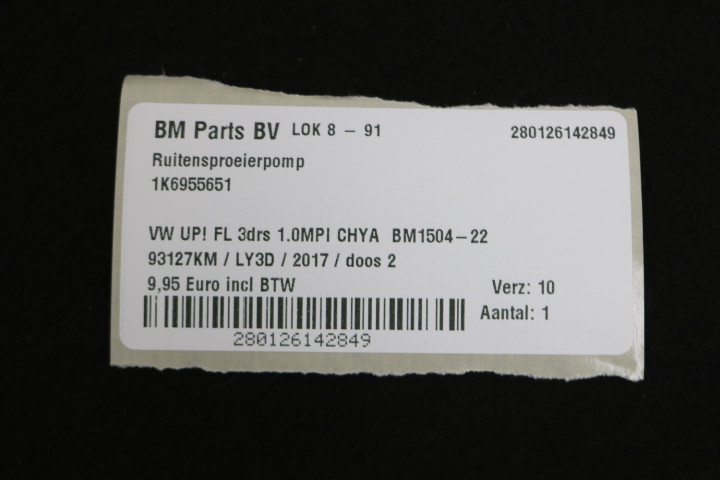 BM Parts BV LOK 8 - 91 280126142849
Ruitensproeierpomp
1K6955651
VW UP! FL 3drs 1.0MPI CHYA BM1504-22
93127KM / LY3D / 2017 / doos 2
9,95 Euro incl BTW Verz: 10
Aantal: 1
280126142849